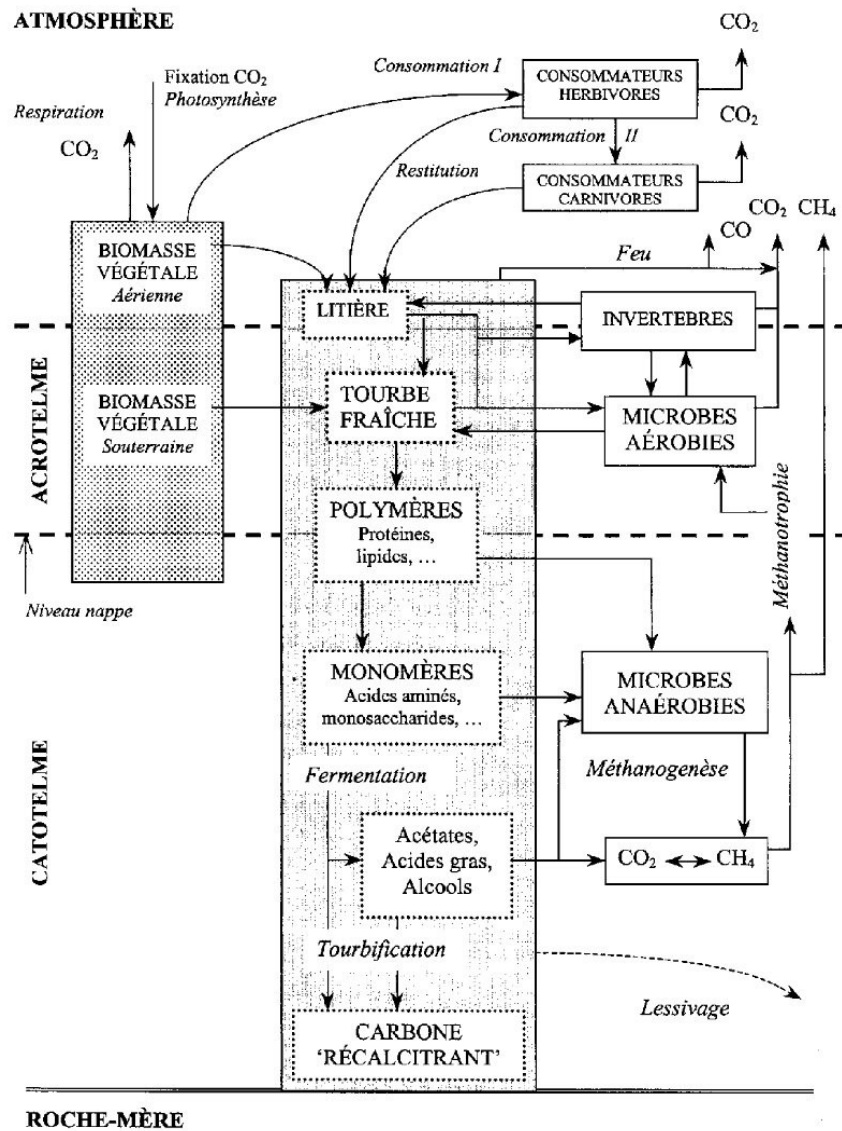 ATMOSPHÈRE
CO₂
Fixation CO₂
Photosynthèse
Consommation I
CONSOMMATEURS
HERBIVORES
Respiration
CO₂
CO₂
Consommation II
Restitution
CONSOMMATEURS
CARNIVORES
CO
CO₂
CH₄
BIOMASSE
VÉGÉTALE
Aérienne
Feu
LITIÈRE
INVERTEBRES
ACROTELME
BIOMASSE
VÉGÉTALE
Souterraine
TOURBE
FRAÎCHE
MICROBES
AÉROBIES
POLYMÈRES
Protéines,
lipides, ...
Méthanotrophie
Niveau nappe
MONOMÈRES
Acides aminés,
monosaccharides, ...
MICROBES
ANAÉROBIES
CATOTELME
Fermentation
Méthanogenèse
Acétates,
Acides gras,
Alcools
CO₂
CH₄
Tourbification
Lessivage
CARBONE
'RÉCALCITRANT'
ROCHE-MÈRE